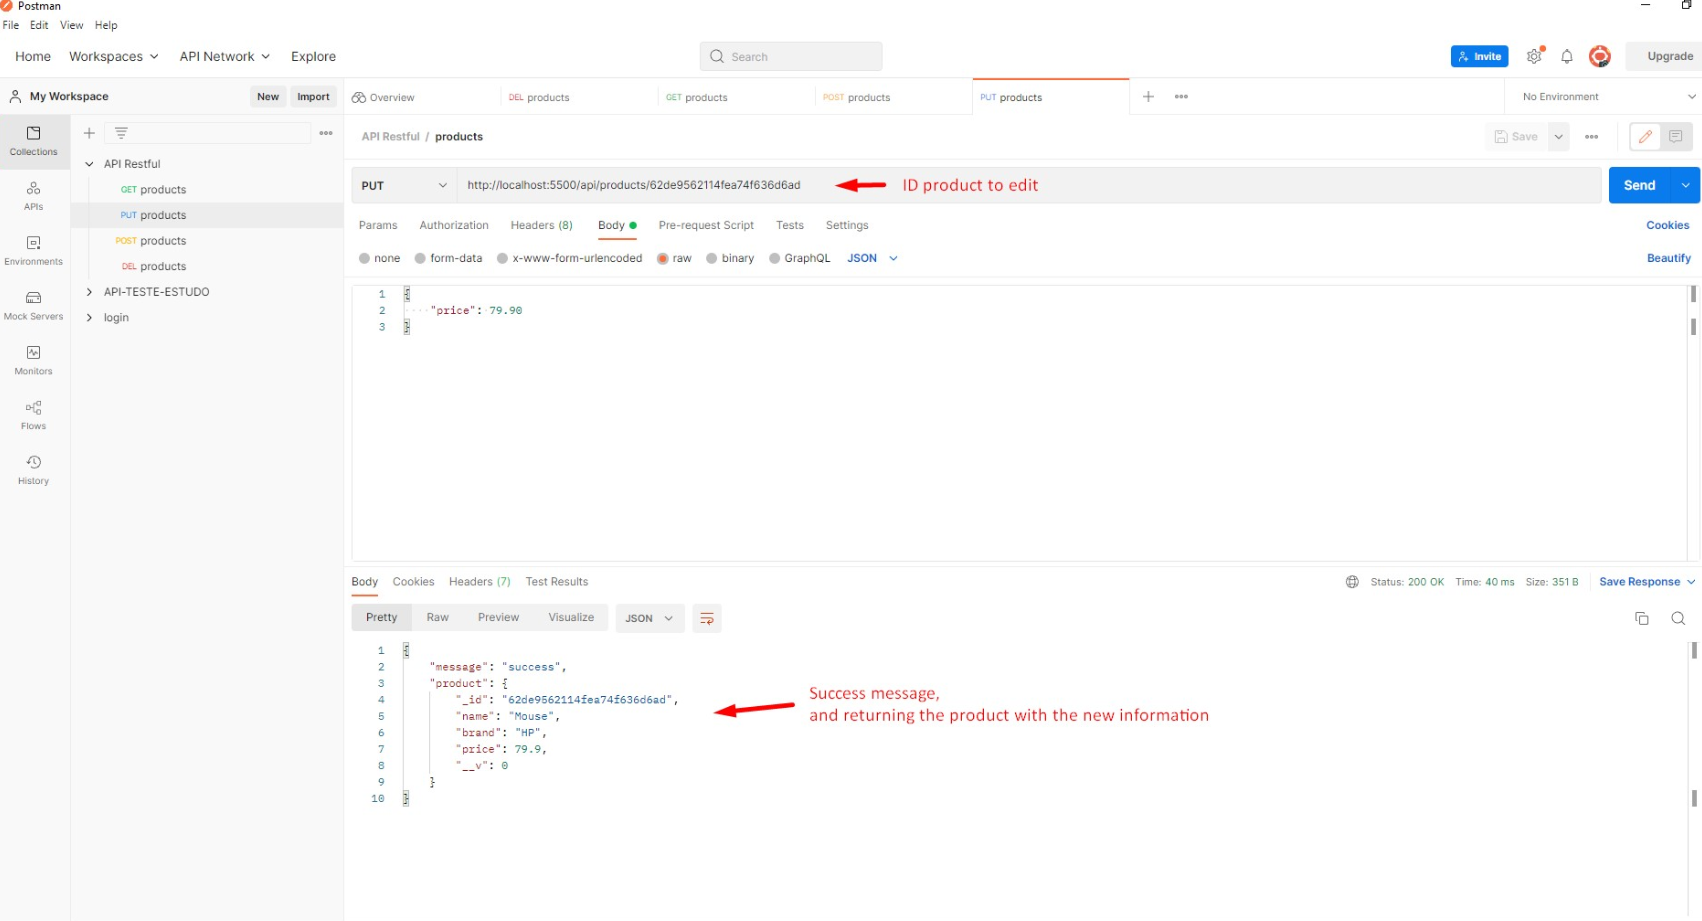 Postman
File Edit View Help
Home Workspaces API Network Explore Search Invite Upgrade
My Workspace New Import Overview DEL products GET products POST products PUT products No Environment
Collections
APIs
Environments
Mock Servers
Monitors
Flows
History
API Restful
GET products
PUT products
POST products
DEL products
API-TESTE-ESTUDO
login
API Restful / products Save
PUT http://localhost:5500/api/products/62de9562114fea74f636d6ad ID product to edit Send
Params Authorization Headers (8) Body Pre-request Script Tests Settings Cookies
none form-data x-www-form-urlencoded raw binary GraphQL JSON Beautify
1 {
2 "price": 79.90
3 }
Body Cookies Headers (7) Test Results Status: 200 OK Time: 40 ms Size: 351 B Save Response
Pretty Raw Preview Visualize JSON
1 {
2 "message": "success",
3 "product": {
4 "_id": "62de9562114fea74f636d6ad",
5 "name": "Mouse",
6 "brand": "HP",
7 "price": 79.9,
8 "__v": 0
9 }
10 }
Success message,
and returning the product with the new information